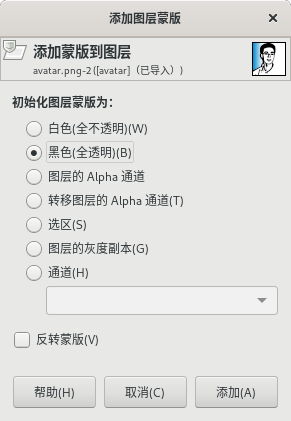 添加图层蒙版
添加蒙版到图层
avatar.png-2 ([avatar]（已导入）)
初始化图层蒙版为：
白色(全不透明)(W)
黑色(全透明)(B)
图层的 Alpha 通道
转移图层的 Alpha 通道(T)
选区(S)
图层的灰度副本(G)
通道(H)
反转蒙版(V)
帮助(H) 取消(C) 添加(A)